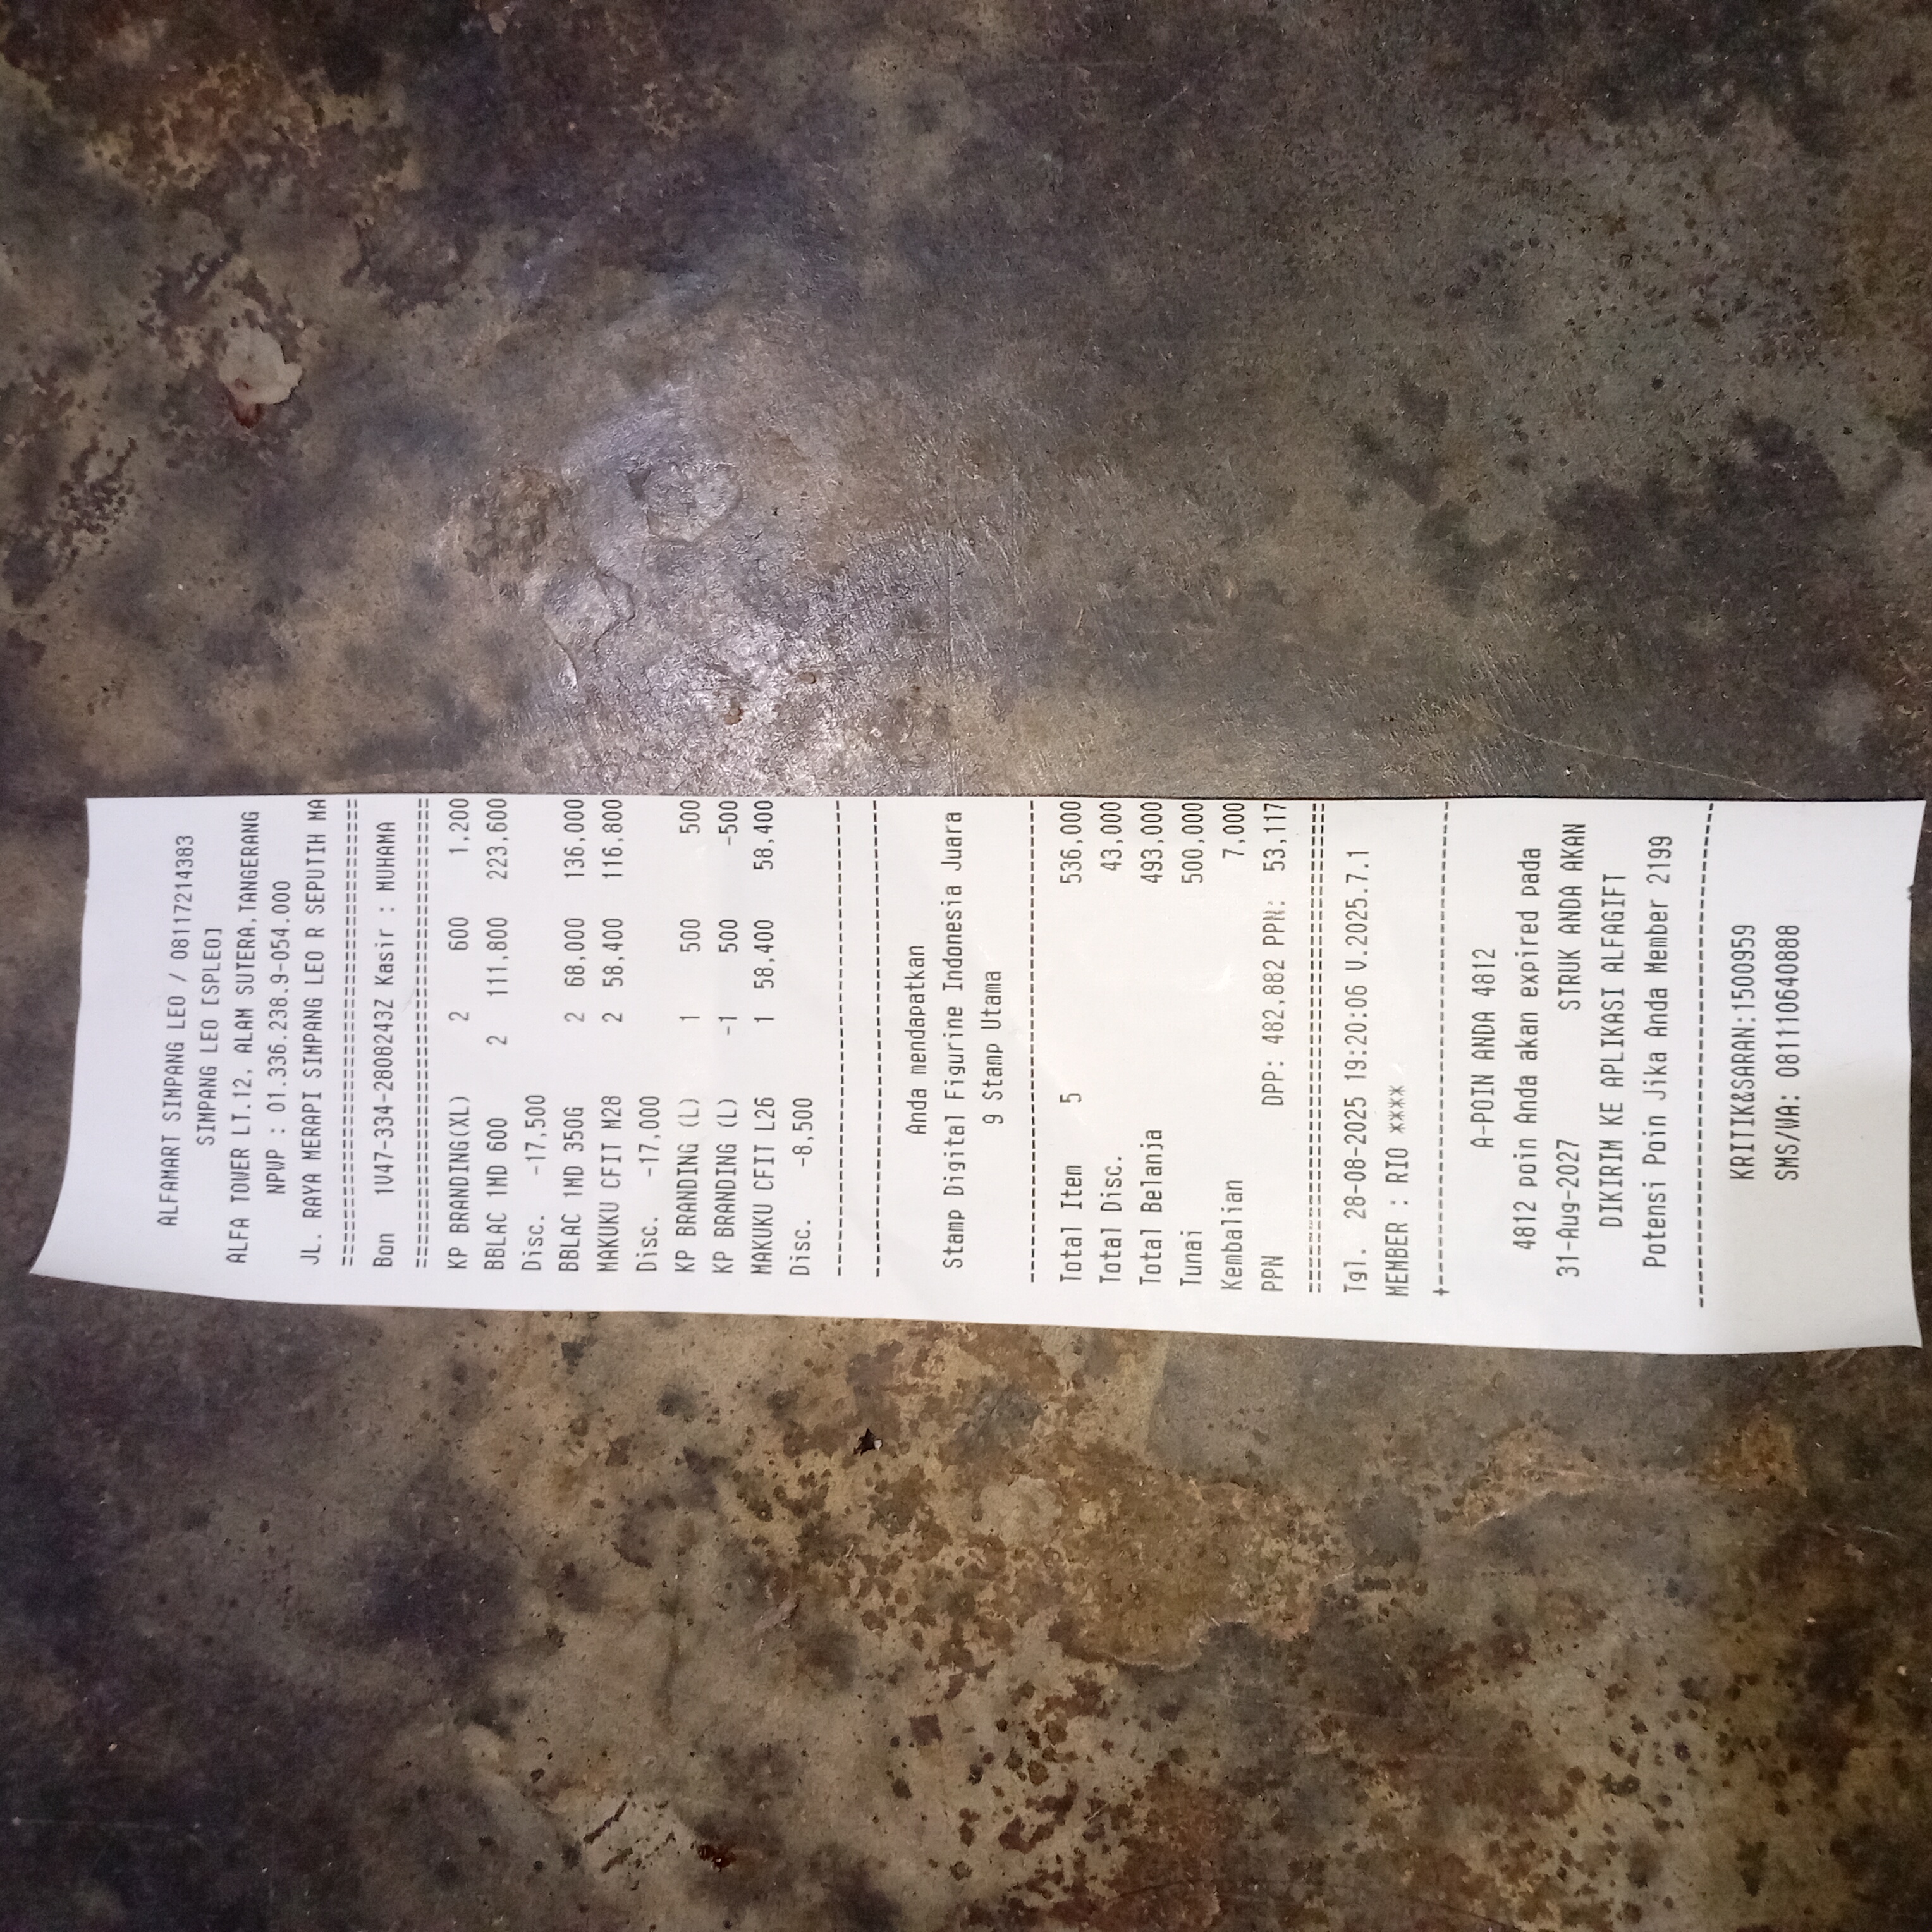 ALFAMART SIMPANG LEO / 081172143​83
SIMPANG LEO [SPLEO]
ALFA TOWER LT.12, ALAM SUTERA,TANGERANG
NPWP : 01.336.238.9-054.000
JL. RAYA MERAPI SIMPANG LEO R SEPUTIH MA
=======================================
Bon 1V47-334-2808243Z Kasir : MUHAMA
=======================================
KP BRANDING(XL) 2 600 1,200
BBLAC 1MD 600 2 111,800 223,600
Disc. -17,500
BBLAC 1MD 350G 2 68,000 136,000
MAKUKU CFIT M28 2 58,400 116,800
Disc. -17,000
KP BRANDING (L) 1 500 500
KP BRANDING (L) -1 500 -500
MAKUKU CFIT L26 1 58,400 58,400
Disc. -8,500
---------------------------------------
---------------------------------------
Anda mendapatkan
Stamp Digital Figurine Indonesia Juara
9 Stamp Utama
---------------------------------------
Total Item 5 536,000
Total Disc. 43,000
Total Belanja 493,000
Tunai 500,000
Kembalian 7,000
PPN DPP: 482,882 PPN: 53,117
=======================================
Tgl. 28-08-2025 19:20:06 V.2025.7.1
MEMBER : RIO ****
+--------------------------------------
A-POIN ANDA 4812
4812 poin Anda akan expired pada
31-Aug-2027 STRUK ANDA AKAN
DIKIRIM KE APLIKASI ALFAGIFT
Potensi Poin Jika Anda Member 2199
---------------------------------------
KRITIK&SARAN:1500959
SMS/WA: 081110640888